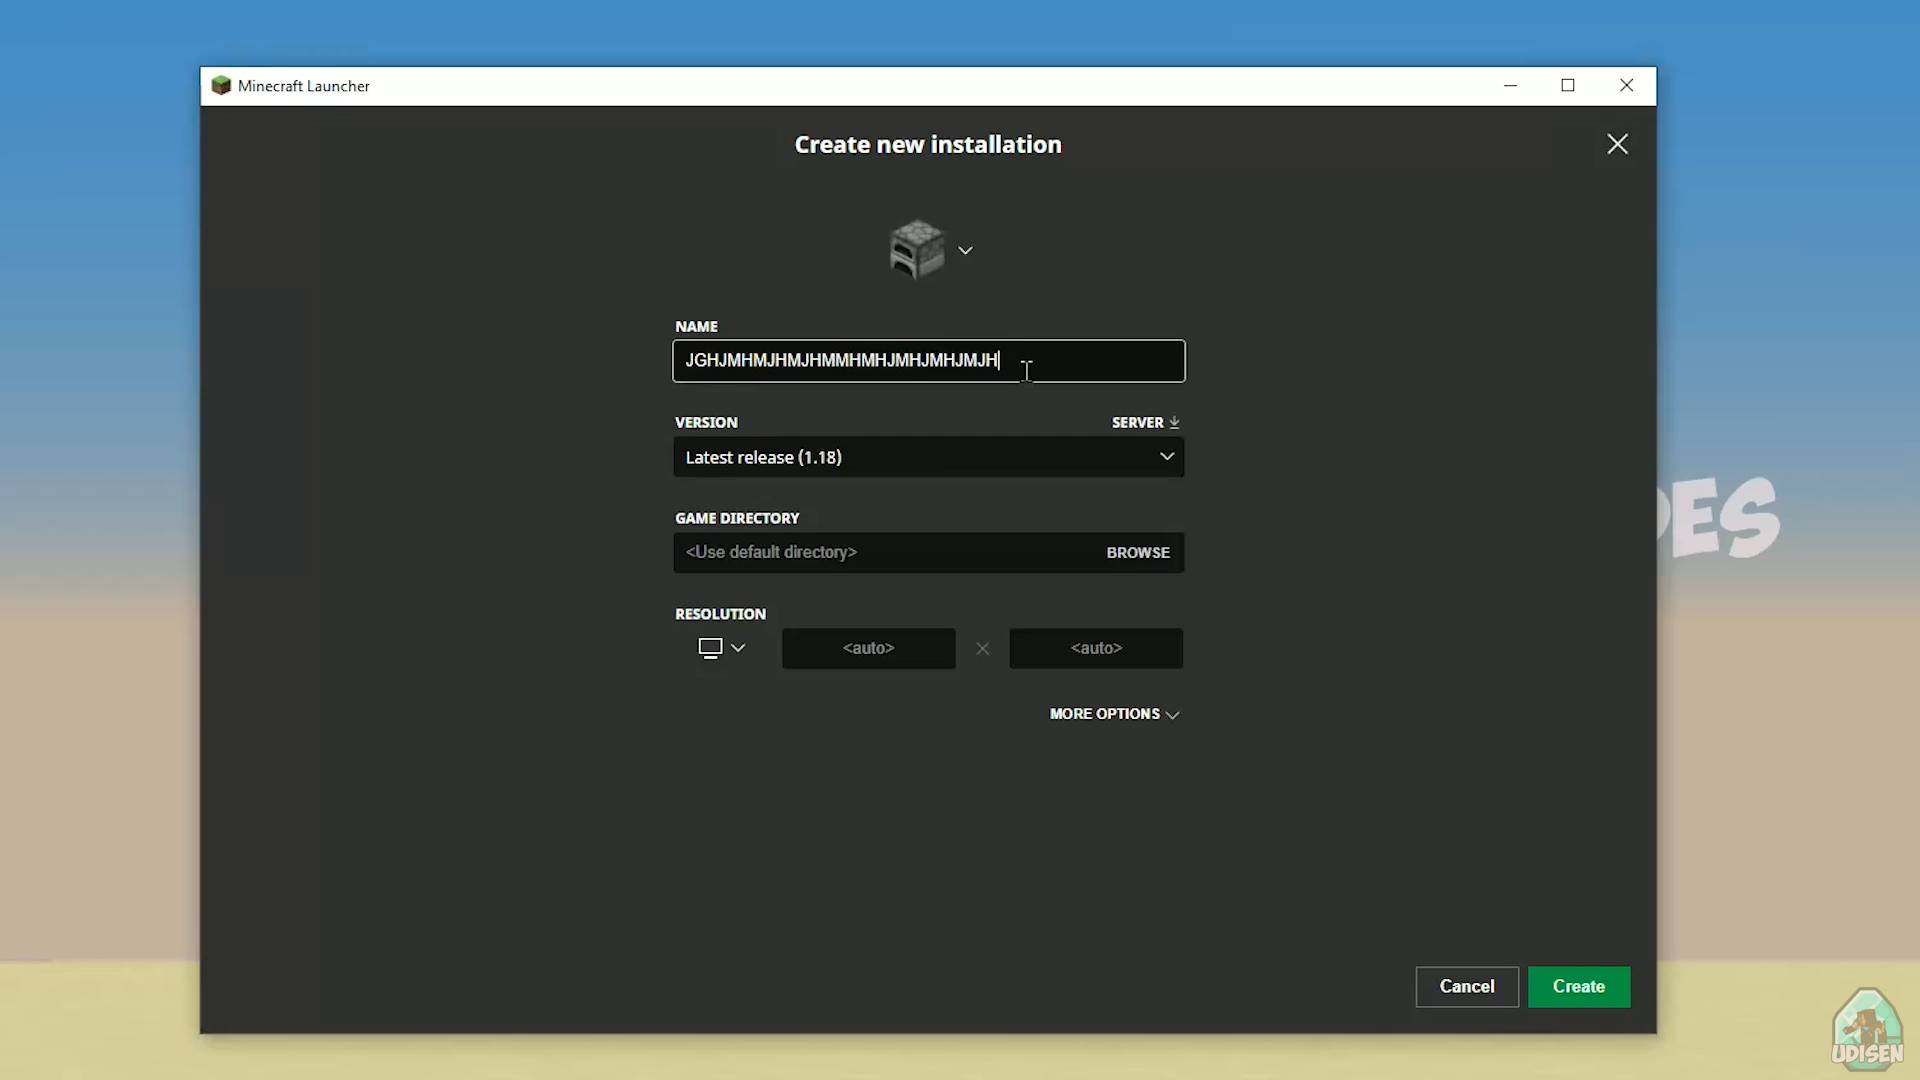 Minecraft Launcher
Create new installation
NAME
JGHJMHMJHMJHMMHMHJMHJMHJMJH
VERSION
SERVER
Latest release (1.18)
GAME DIRECTORY
<Use default directory>
BROWSE
RESOLUTION
<auto>
<auto>
MORE OPTIONS
Cancel
Create
UDISEN